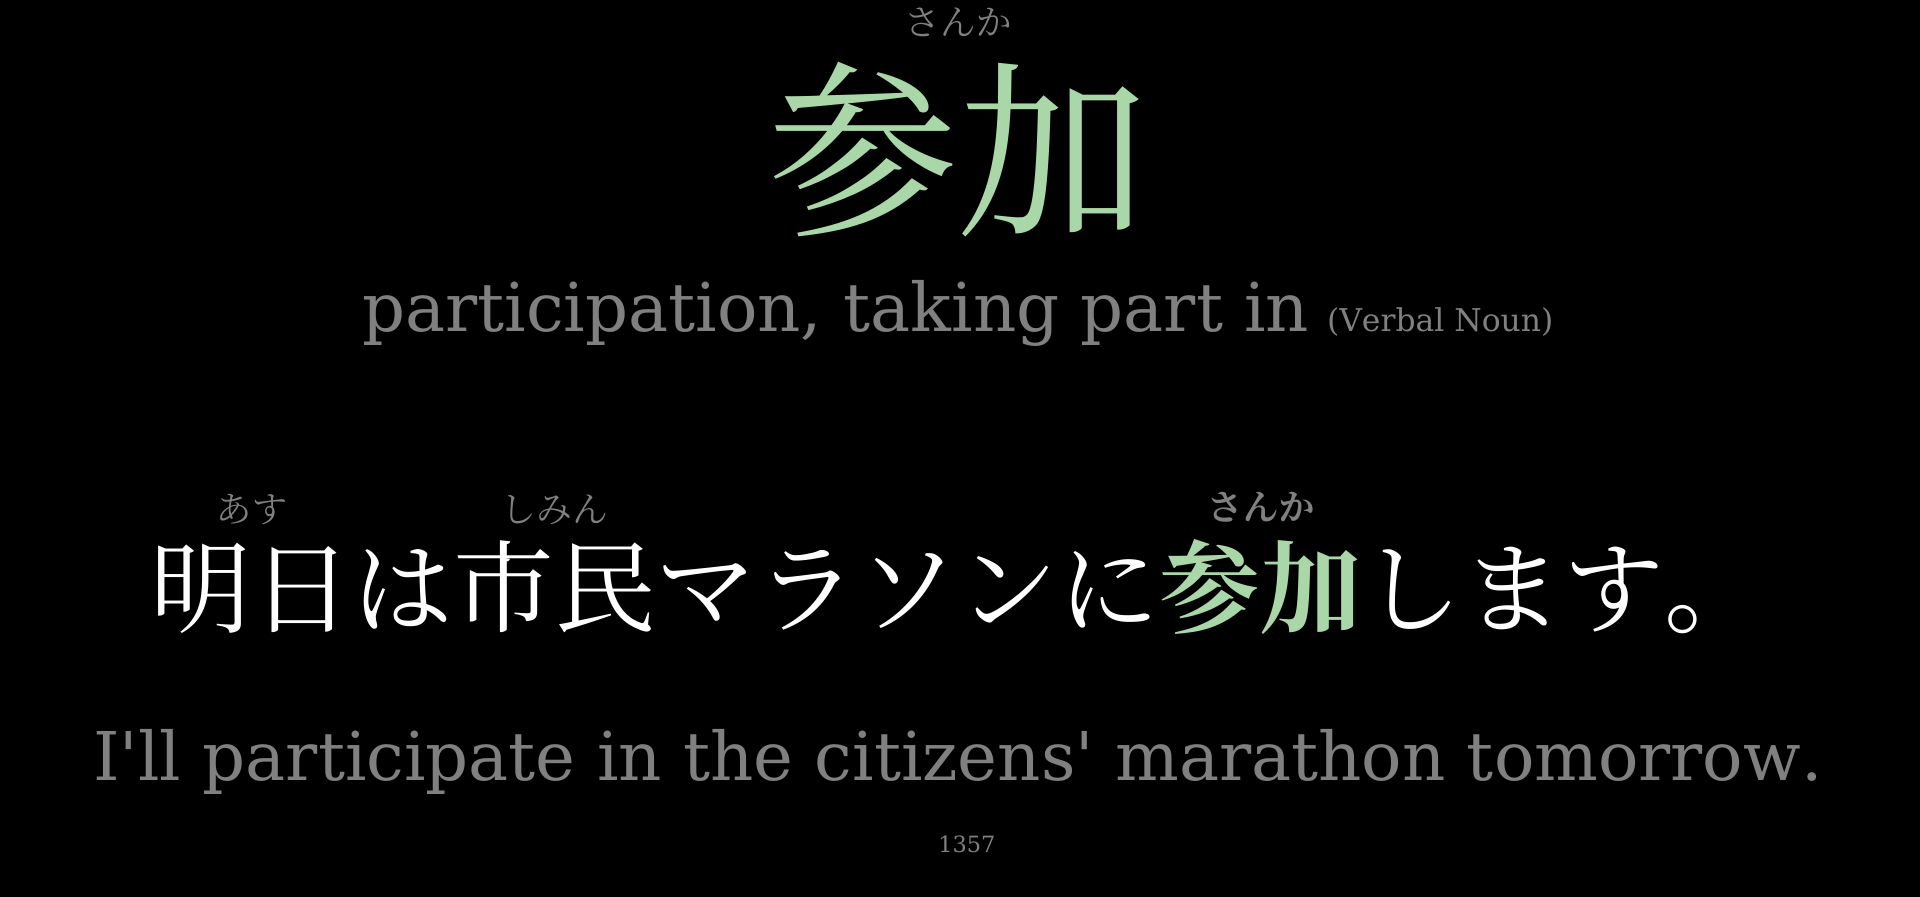 さんか
参加
participation, taking part in (Verbal Noun)
あす しみん さんか
明日は市民マラソンに参加します。
I'll participate in the citizens' marathon tomorrow.
1357